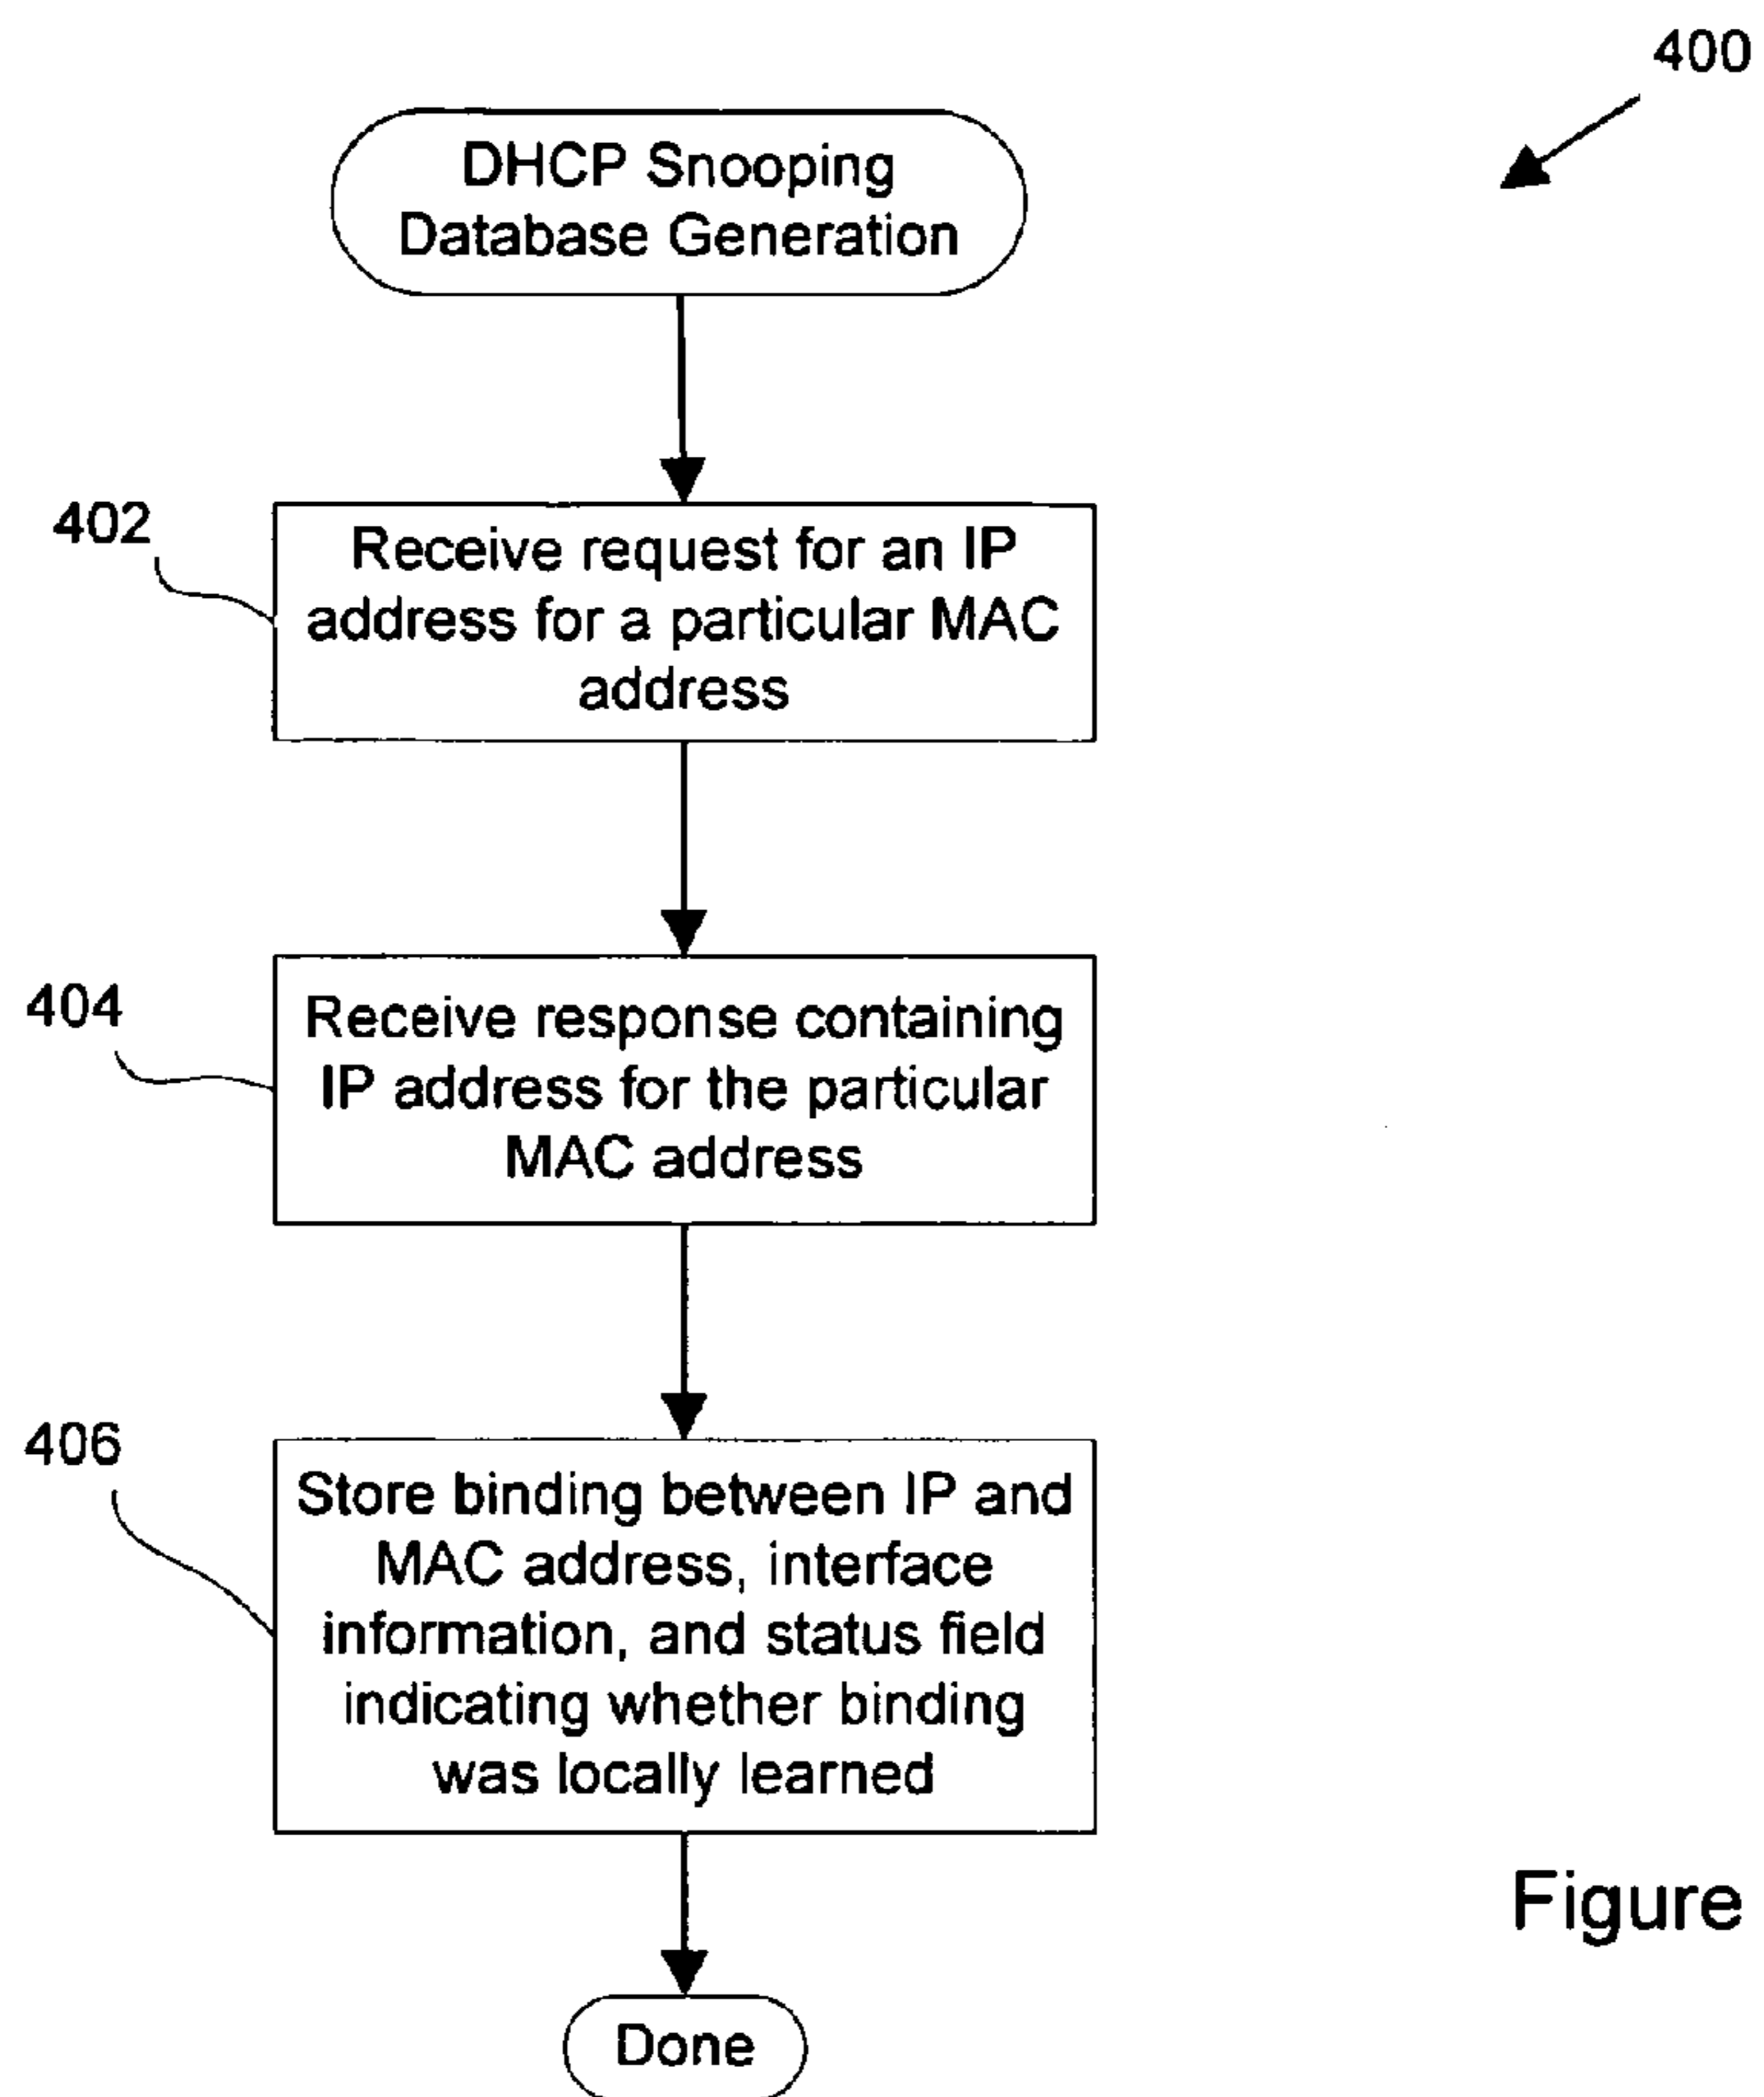 400
DHCP Snooping
Database Generation
402
Receive request for an IP
address for a particular MAC
address
404
Receive response containing
IP address for the particular
MAC address
406
Store binding between IP and
MAC address, interface
information, and status field
indicating whether binding
was locally learned
Figure
Done